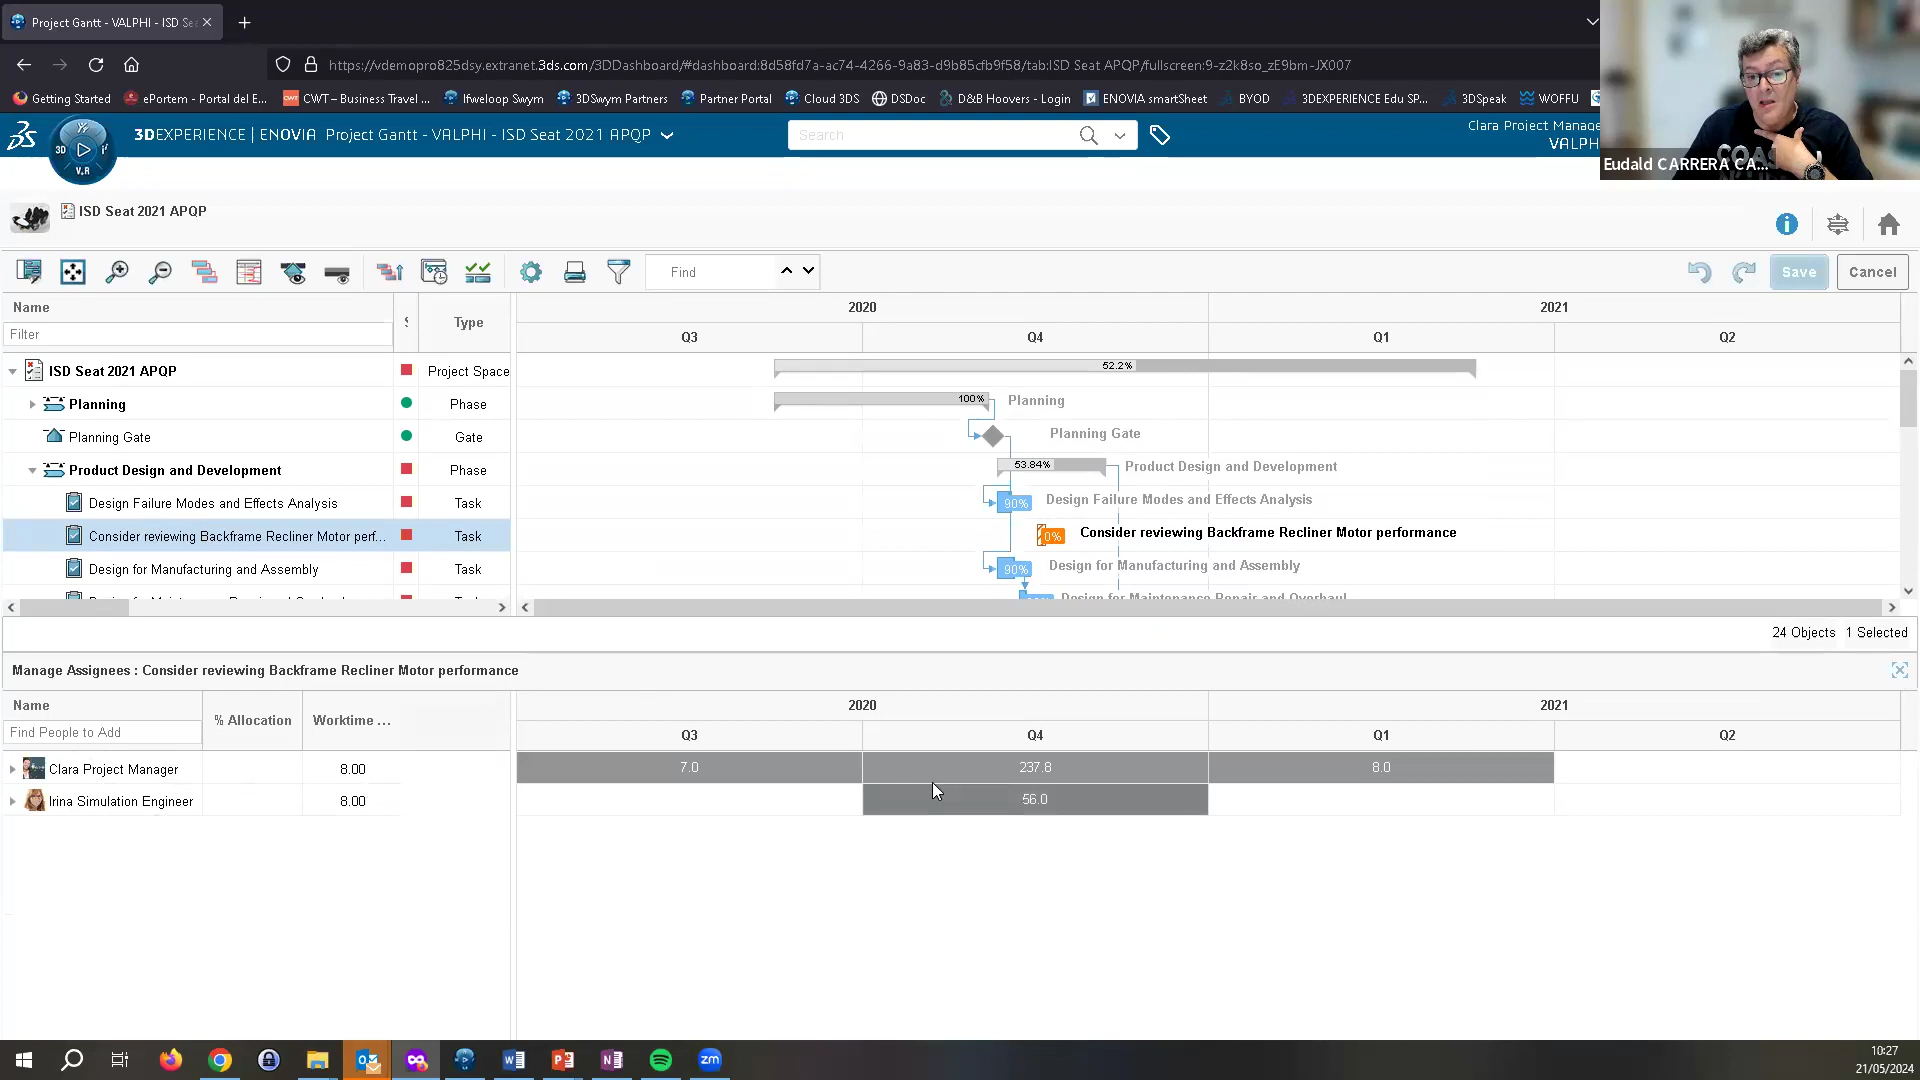 Project Gantt - VALPHI - ISD Se
Getting Started
ePortem - Portal del E...
CWT – Business Travel ...
Ifweloop Swym
3DSwym Partners
Partner Portal
Cloud 3DS
DSDoc
D&B Hoovers - Login
ENOVIA smartSheet
BYOD
3DEXPERIENCE Edu SP...
3DSpeak
WOFFU
https://vdemopro825dsy.extranet.3ds.com/3DDashboard/#dashboard:8d58fd7a-ac74-4266-9a83-d9b85cfb9f58/tab:ISD Seat APQP/fullscreen:9-z2k8so_zE9bm-JX007
3D
V.R
3DEXPERIENCE | ENOVIA Project Gantt - VALPHI - ISD Seat 2021 APQP
Search
Clara Project Manage
VALPH
Eudald CARRERA CA...
ISD Seat 2021 APQP
Find
Save
Cancel
Name
Filter
Type
2020
2021
Q3
Q4
Q1
Q2
ISD Seat 2021 APQP
Project Space
52.2%
Planning
Phase
100%
Planning
Planning Gate
Gate
Planning Gate
Product Design and Development
Phase
53.84%
Product Design and Development
Design Failure Modes and Effects Analysis
Task
90%
Design Failure Modes and Effects Analysis
Consider reviewing Backframe Recliner Motor perf...
Task
0%
Consider reviewing Backframe Recliner Motor performance
Design for Manufacturing and Assembly
Task
90%
Design for Manufacturing and Assembly
Design for Maintenance Repair and Overhaul
24 Objects
1 Selected
Manage Assignees : Consider reviewing Backframe Recliner Motor performance
Name
Find People to Add
% Allocation
Worktime ...
2020
2021
Q3
Q4
Q1
Q2
Clara Project Manager
8.00
7.0
237.8
8.0
Irina Simulation Engineer
8.00
56.0
10:27
21/05/2024